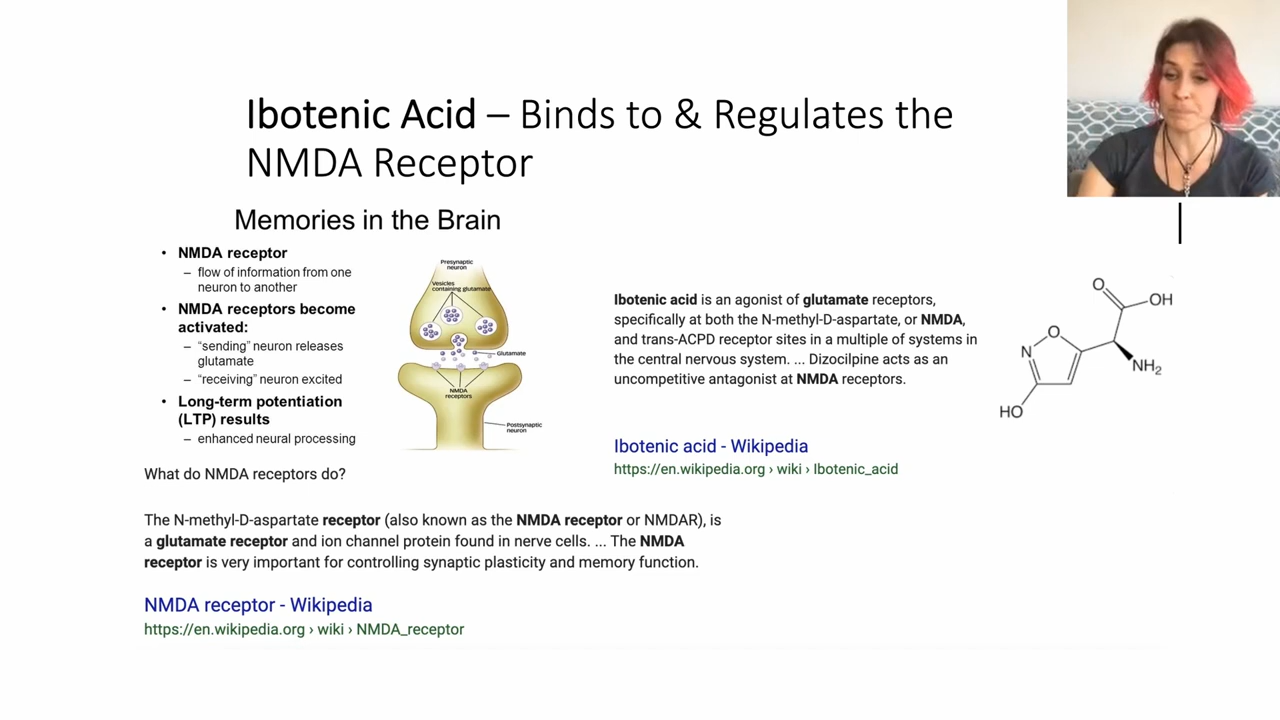 Ibotenic Acid – Binds to & Regulates the
NMDA Receptor
Memories in the Brain
• NMDA receptor
– flow of information from one
neuron to another
• NMDA receptors become
activated:
– “sending” neuron releases
glutamate
– “receiving” neuron excited
• Long-term potentiation
(LTP) results
– enhanced neural processing
Presynaptic
neuron
Vesicles
containing glutamate
Glutamate
NMDA
receptors
Postsynaptic
neuron
Ibotenic acid is an agonist of glutamate receptors,
specifically at both the N-methyl-D-aspartate, or NMDA,
and trans-ACPD receptor sites in a multiple of systems in
the central nervous system. ... Dizocilpine acts as an
uncompetitive antagonist at NMDA receptors.
Ibotenic acid - Wikipedia
https://en.wikipedia.org › wiki › Ibotenic_acid
O
OH
O
N
NH₂
HO
What do NMDA receptors do?
The N-methyl-D-aspartate receptor (also known as the NMDA receptor or NMDAR), is
a glutamate receptor and ion channel protein found in nerve cells. ... The NMDA
receptor is very important for controlling synaptic plasticity and memory function.
NMDA receptor - Wikipedia
https://en.wikipedia.org › wiki › NMDA_receptor